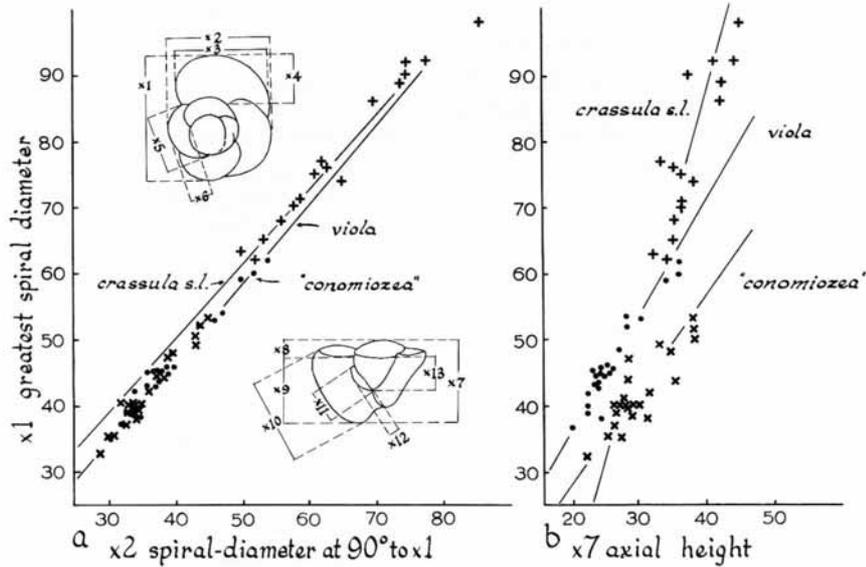 x2
x3
x1
x4
x5
x6
crassula s.l.
viola
viola
"conomiozea"
crassula s.l.
"conomiozea"
x8
x9
x10
x11
x12
x13
x7
90
80
70
60
50
40
30
90
80
70
60
50
40
30
x1 greatest spiral diameter
30 40 50 60 70 80
20 30 40 50
a x2 spiral-diameter at 90° to x1
b x7 axial height